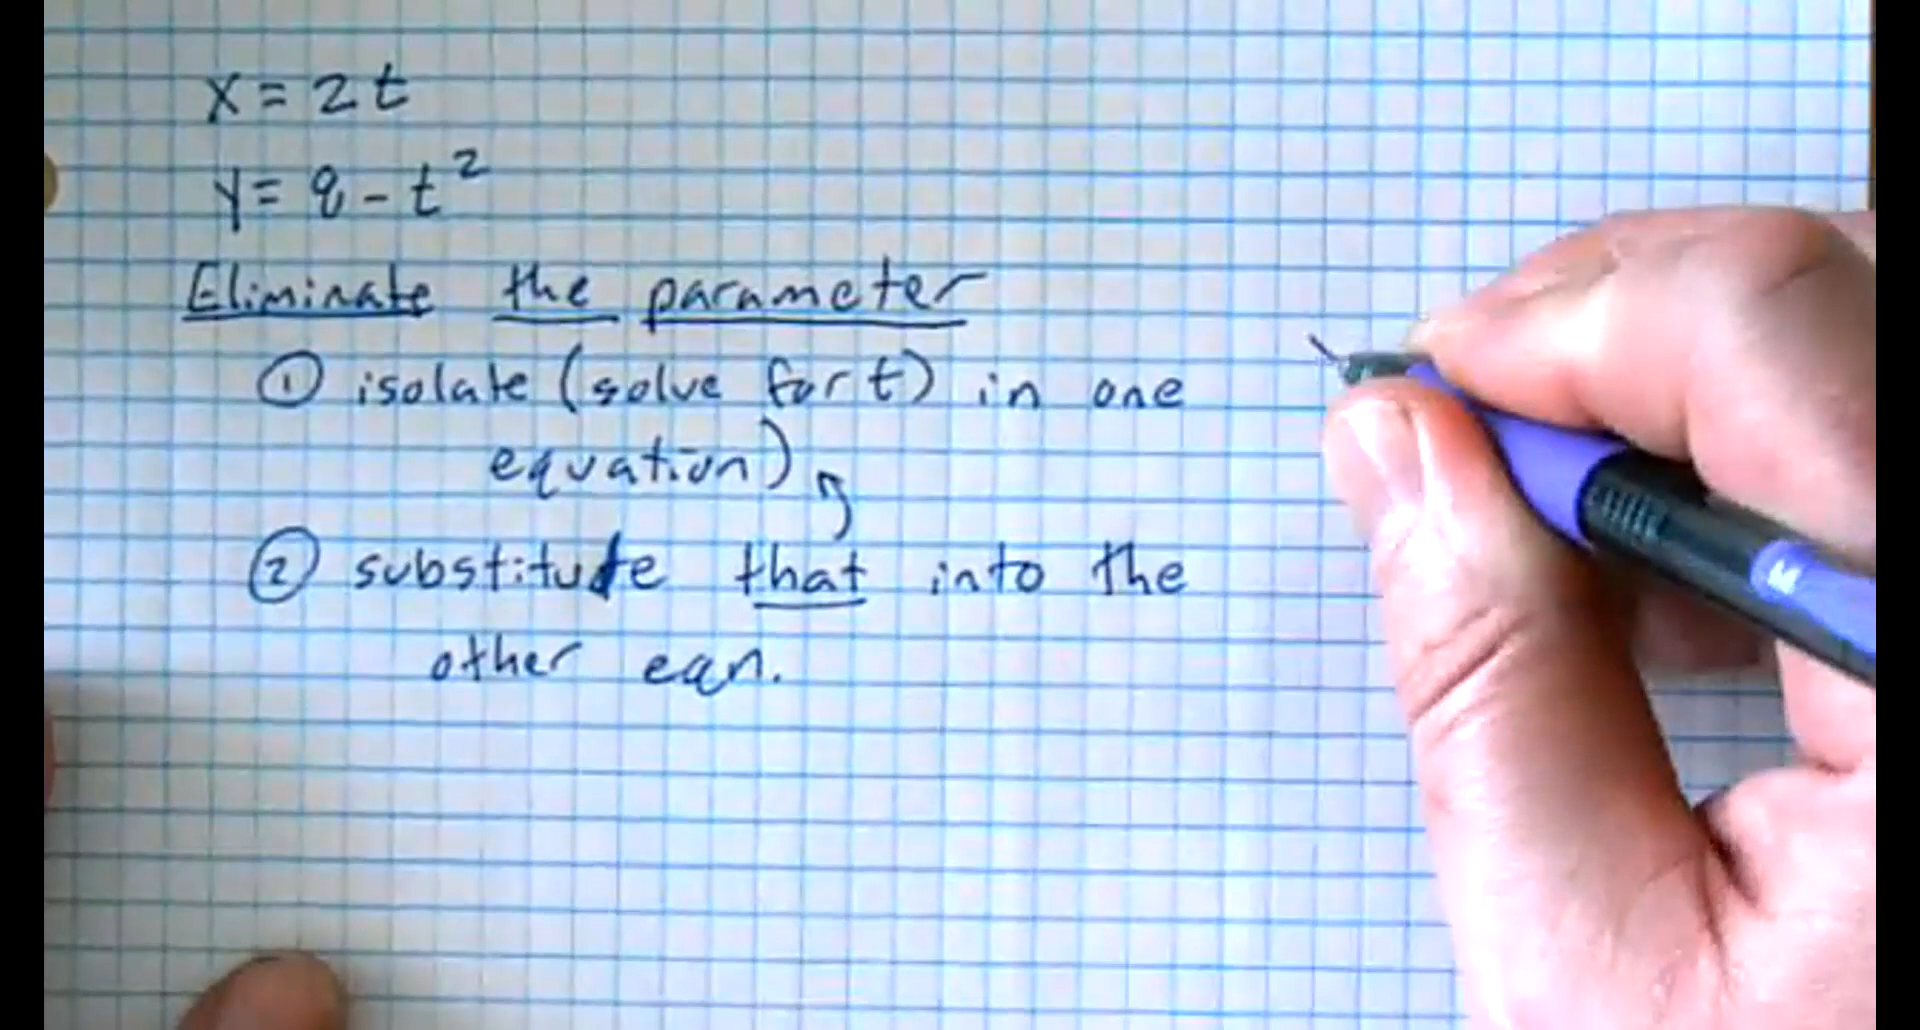 x = 2t
y = 8 - t²
Eliminate the parameter
① isolate (solve for t) in one
equation)
② substitute that into the
other eqn.
M